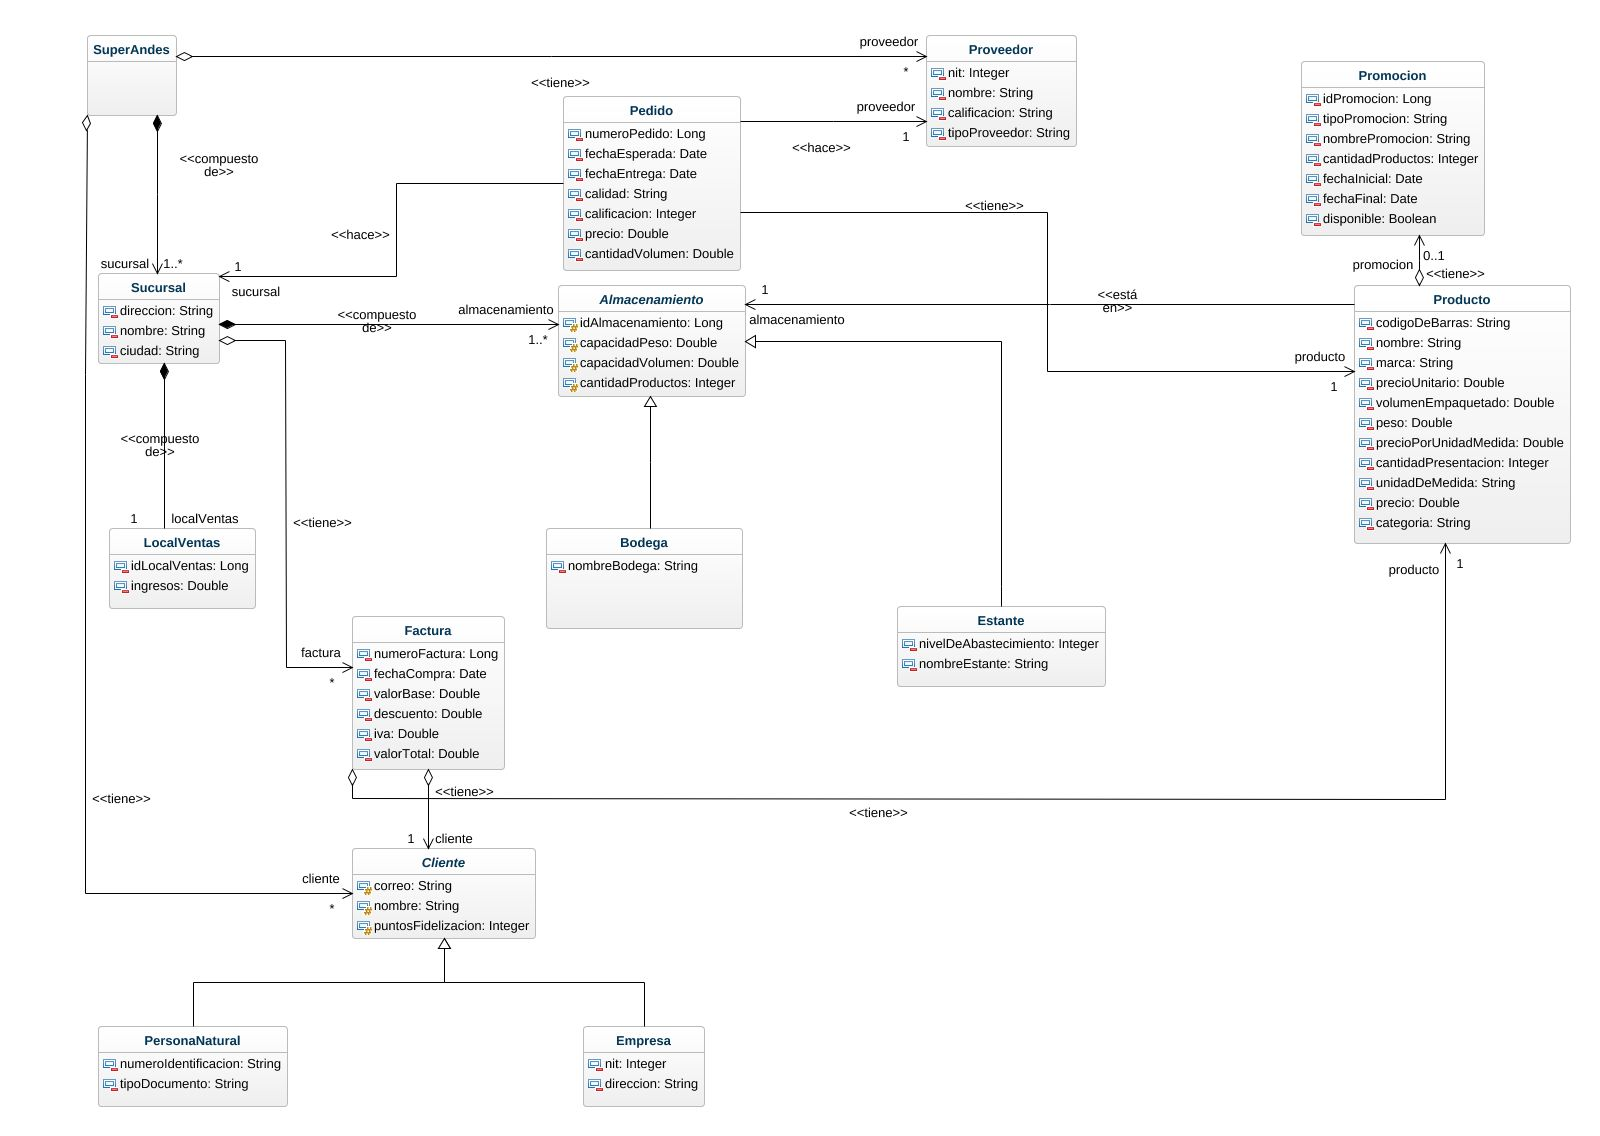 SuperAndes
proveedor
*
<<tiene>>
Proveedor
nit: Integer
nombre: String
calificacion: String
tipoProveedor: String
Promocion
idPromocion: Long
tipoPromocion: String
nombrePromocion: String
cantidadProductos: Integer
fechaInicial: Date
fechaFinal: Date
disponible: Boolean
Pedido
numeroPedido: Long
fechaEsperada: Date
fechaEntrega: Date
calidad: String
calificacion: Integer
precio: Double
cantidadVolumen: Double
proveedor
1
<<hace>>
<<compuesto
de>>
<<tiene>>
<<hace>>
sucursal
1..*
1
sucursal
promocion
0..1
<<tiene>>
Sucursal
direccion: String
nombre: String
ciudad: String
<<compuesto
de>>
almacenamiento
1..*
Almacenamiento
idAlmacenamiento: Long
capacidadPeso: Double
capacidadVolumen: Double
cantidadProductos: Integer
1
almacenamiento
<<está
en>>
producto
1
Producto
codigoDeBarras: String
nombre: String
marca: String
precioUnitario: Double
volumenEmpaquetado: Double
peso: Double
precioPorUnidadMedida: Double
cantidadPresentacion: Integer
unidadDeMedida: String
precio: Double
categoria: String
<<compuesto
de>>
1
localVentas
<<tiene>>
LocalVentas
idLocalVentas: Long
ingresos: Double
Bodega
nombreBodega: String
producto
1
Estante
nivelDeAbastecimiento: Integer
nombreEstante: String
factura
*
Factura
numeroFactura: Long
fechaCompra: Date
valorBase: Double
descuento: Double
iva: Double
valorTotal: Double
<<tiene>>
<<tiene>>
<<tiene>>
1
cliente
cliente
*
Cliente
correo: String
nombre: String
puntosFidelizacion: Integer
PersonaNatural
numeroIdentificacion: String
tipoDocumento: String
Empresa
nit: Integer
direccion: String